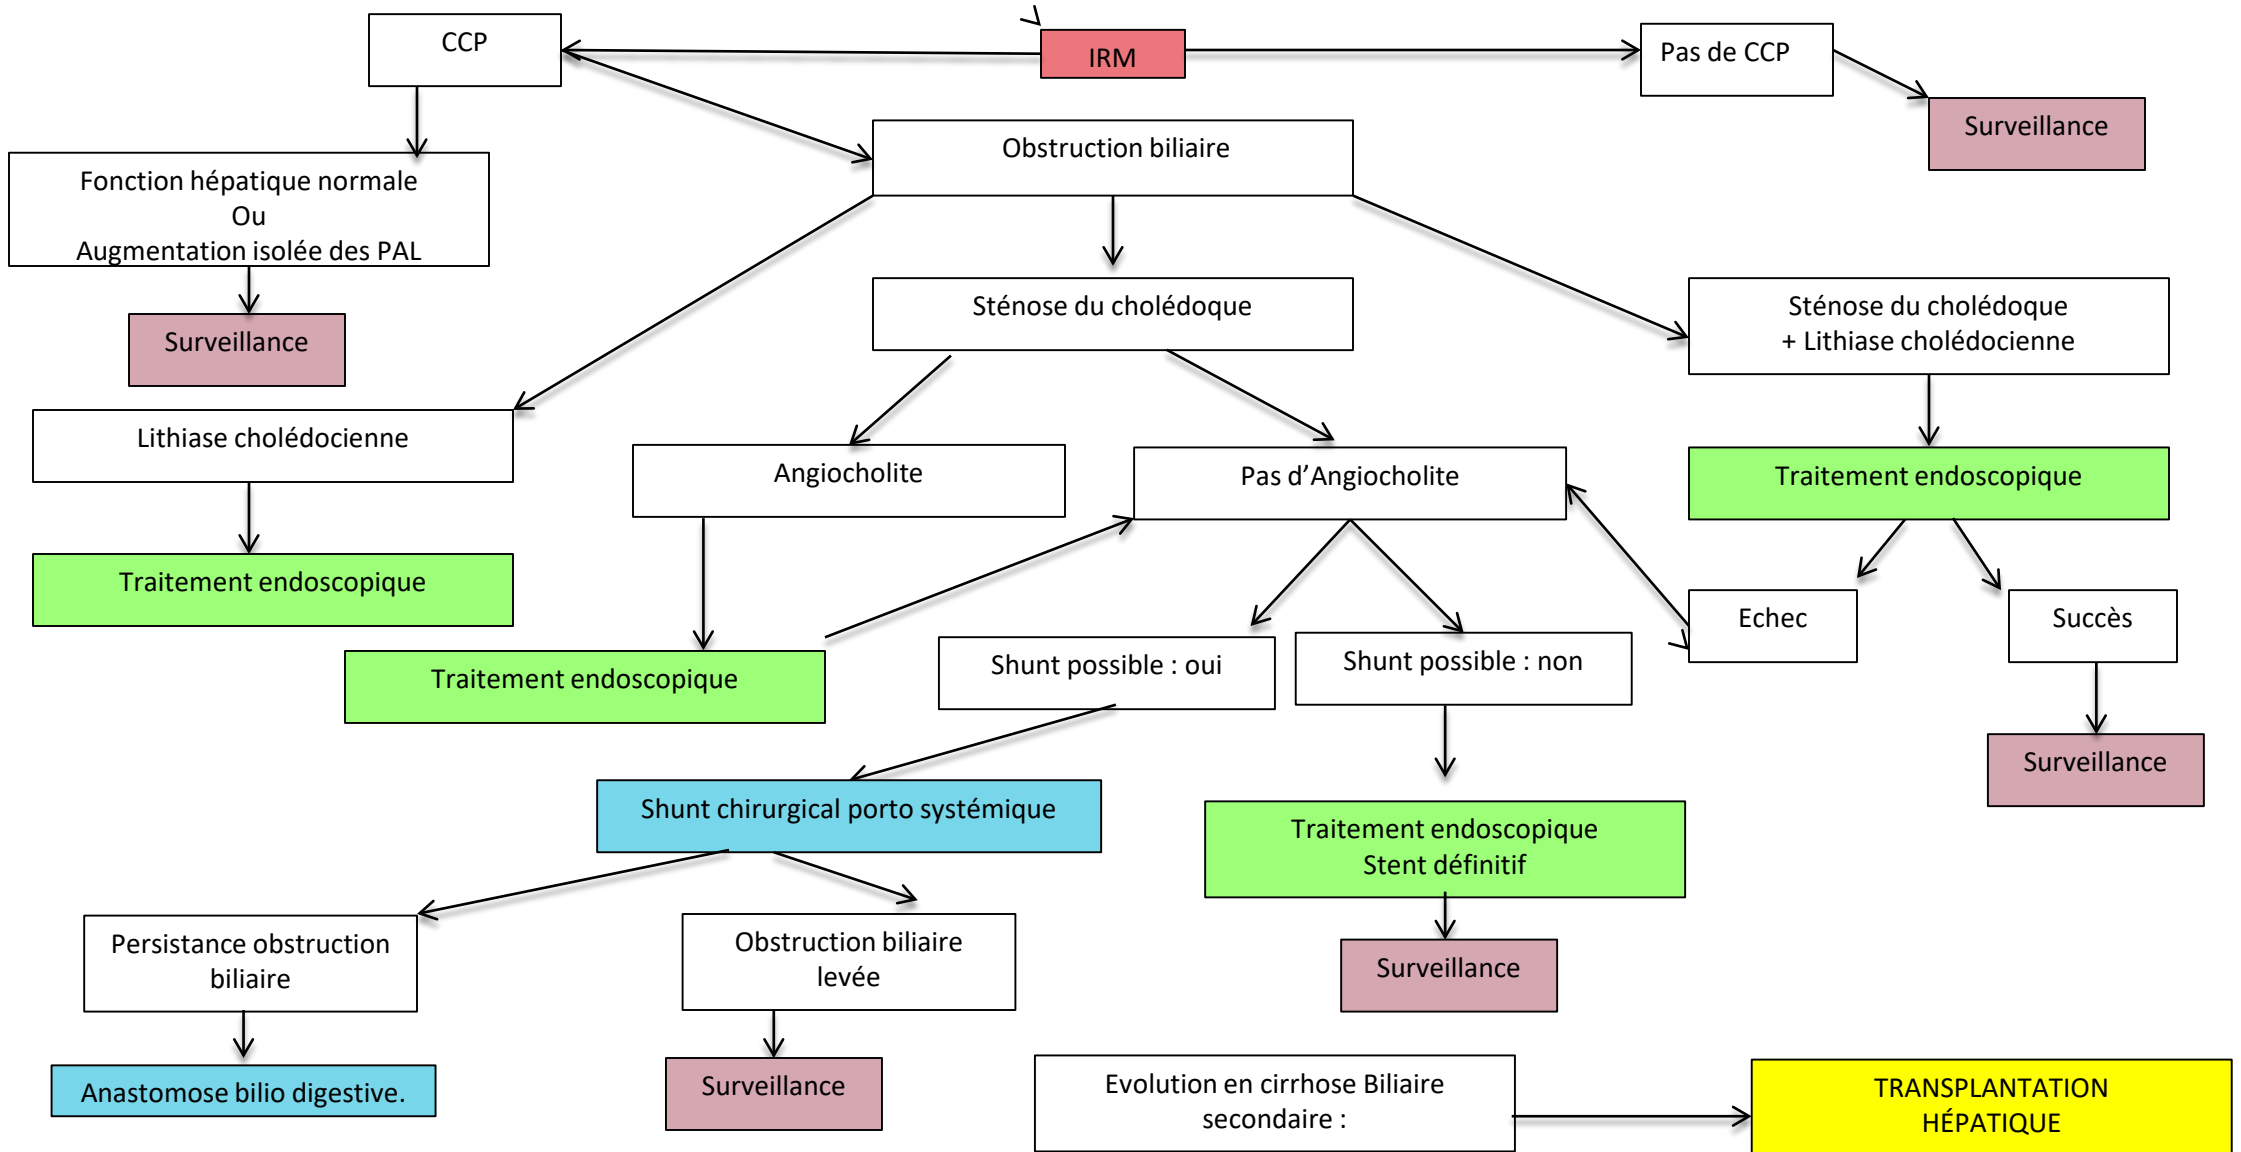 CCP
IRM
Pas de CCP
Surveillance
Obstruction biliaire
Fonction hépatique normale
Ou
Augmentation isolée des PAL
Surveillance
Sténose du cholédoque
Sténose du cholédoque
+ Lithiase cholédocienne
Lithiase cholédocienne
Angiocholite
Pas d’Angiocholite
Traitement endoscopique
Traitement endoscopique
Traitement endoscopique
Shunt possible : oui
Shunt possible : non
Echec
Succès
Surveillance
Shunt chirurgical porto systémique
Traitement endoscopique
Stent définitif
Persistance obstruction
biliaire
Obstruction biliaire
levée
Surveillance
Anastomose bilio digestive.
Surveillance
Evolution en cirrhose Biliaire
secondaire :
TRANSPLANTATION
HÉPATIQUE